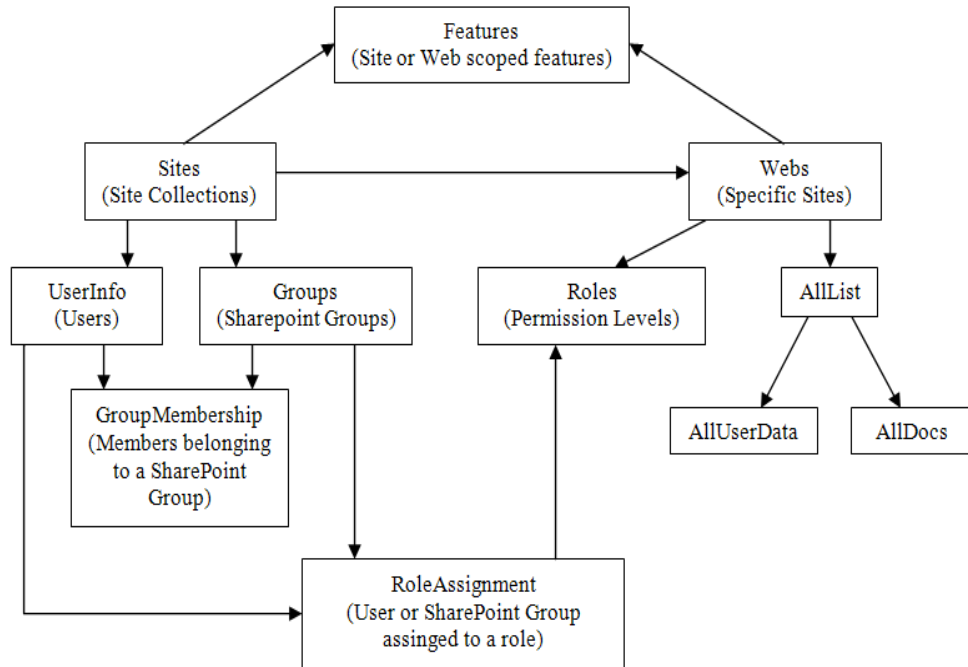 Features
(Site or Web scoped features)
Sites
(Site Collections)
Webs
(Specific Sites)
UserInfo
(Users)
Groups
(Sharepoint Groups)
Roles
(Permission Levels)
AllList
GroupMembership
(Members belonging
to a SharePoint
Group)
AllUserData
AllDocs
RoleAssignment
(User or SharePoint Group
assinged to a role)